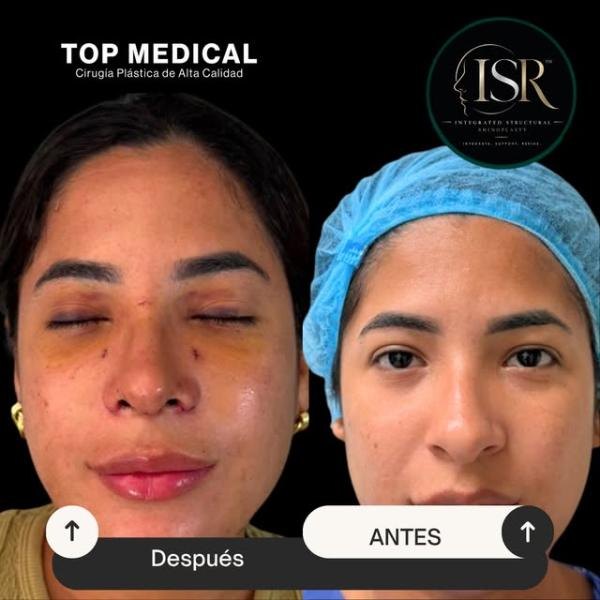 TOP MEDICAL
Cirugía Plástica de Alta Calidad
ISR
INTEGRATED STRUCTURAL
RHINOPLASTY
ANTES
Después